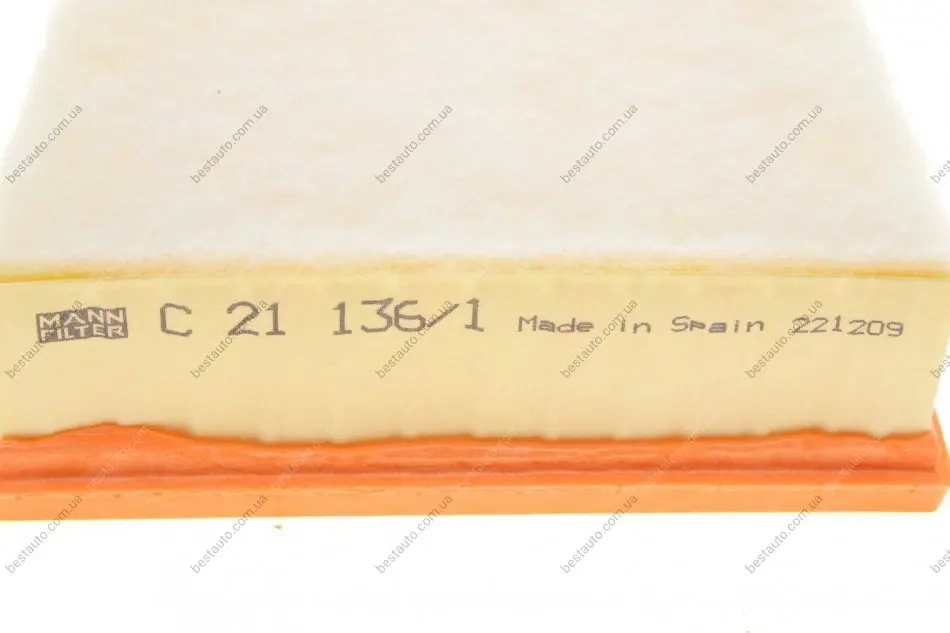 MANN
FILTER
C 21 136/1 Made in Spain 221209
bestauto.com.ua